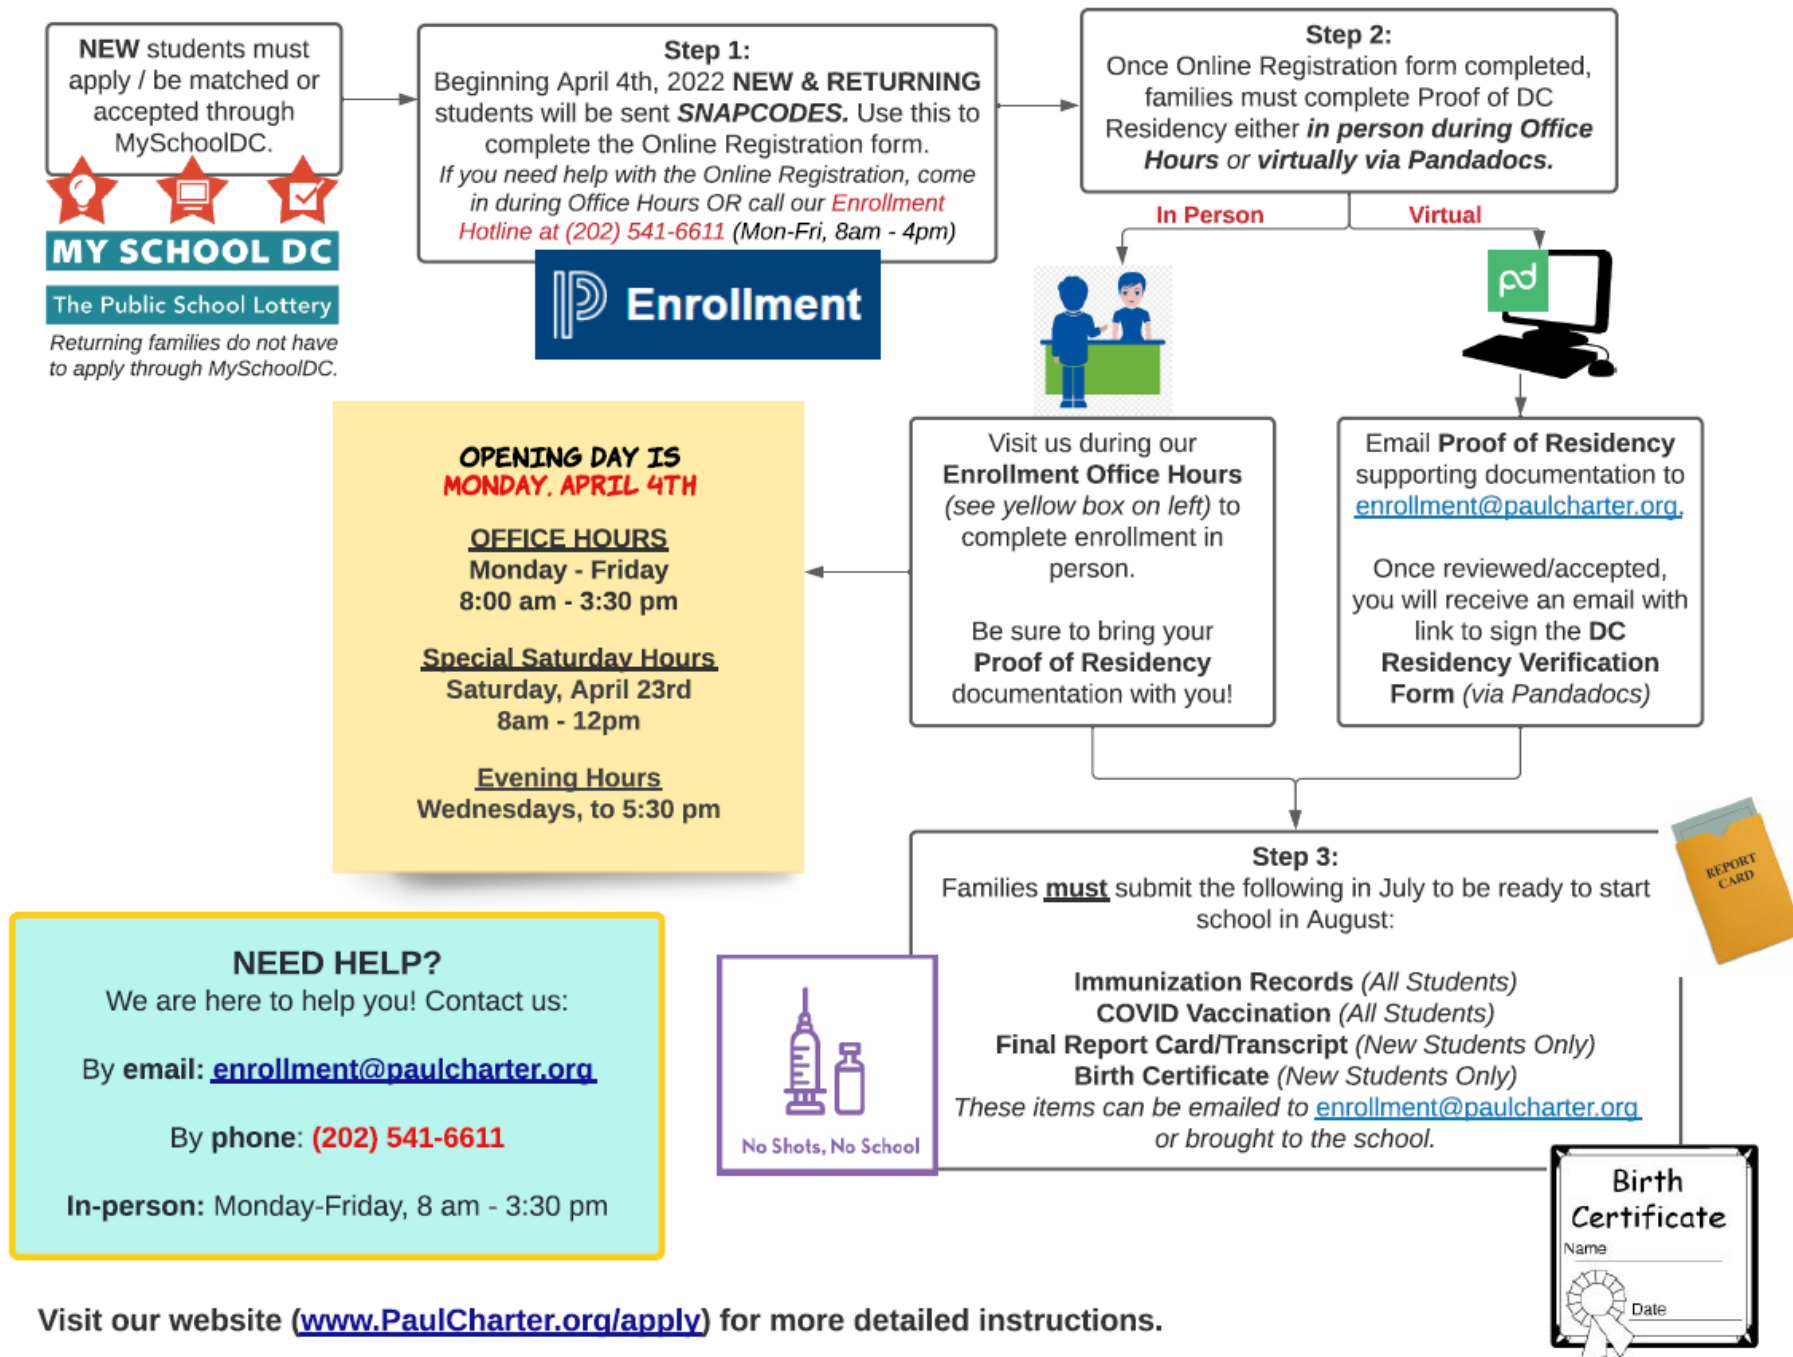 NEW students must
apply / be matched or
accepted through
MySchoolDC.
MY SCHOOL DC
The Public School Lottery
Returning families do not have
to apply through MySchoolDC.
Step 1:
Beginning April 4th, 2022 NEW & RETURNING
students will be sent SNAPCODES. Use this to
complete the Online Registration form.
If you need help with the Online Registration, come
in during Office Hours OR call our Enrollment
Hotline at (202) 541-6611 (Mon-Fri, 8am - 4pm)
Enrollment
Step 2:
Once Online Registration form completed,
families must complete Proof of DC
Residency either in person during Office
Hours or virtually via Pandadocs.
In Person
Virtual
pd
Visit us during our
Enrollment Office Hours
(see yellow box on left) to
complete enrollment in
person.
Be sure to bring your
Proof of Residency
documentation with you!
Email Proof of Residency
supporting documentation to
enrollment@paulcharter.org.
Once reviewed/accepted,
you will receive an email with
link to sign the DC
Residency Verification
Form (via Pandadocs)
OPENING DAY IS
MONDAY, APRIL 4TH
OFFICE HOURS
Monday - Friday
8:00 am - 3:30 pm
Special Saturday Hours
Saturday, April 23rd
8am - 12pm
Evening Hours
Wednesdays, to 5:30 pm
Step 3:
Families must submit the following in July to be ready to start
school in August:
Immunization Records (All Students)
COVID Vaccination (All Students)
Final Report Card/Transcript (New Students Only)
Birth Certificate (New Students Only)
These items can be emailed to enrollment@paulcharter.org
or brought to the school.
REPORT
CARD
No Shots, No School
Birth
Certificate
Name
Date
NEED HELP?
We are here to help you! Contact us:
By email: enrollment@paulcharter.org
By phone: (202) 541-6611
In-person: Monday-Friday, 8 am - 3:30 pm
Visit our website (www.PaulCharter.org/apply) for more detailed instructions.